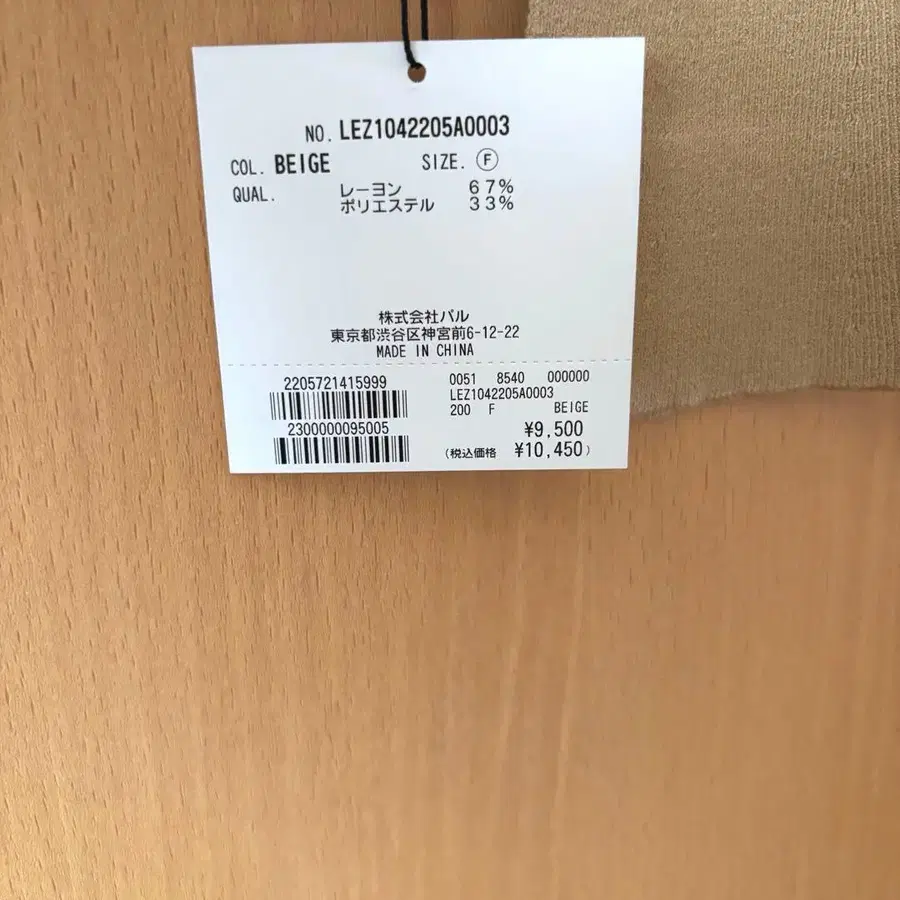 NO. LEZ1042205A0003
COL. BEIGE SIZE. Ⓕ
QUAL. レーヨン 67%
ポリエステル 33%
株式会社パル
東京都渋谷区神宮前6-12-22
MADE IN CHINA
2205721415999
2300000095005
0051 8540 000000
LEZ1042205A0003
200 F BEIGE
¥9,500
(税込価格 ¥10,450)